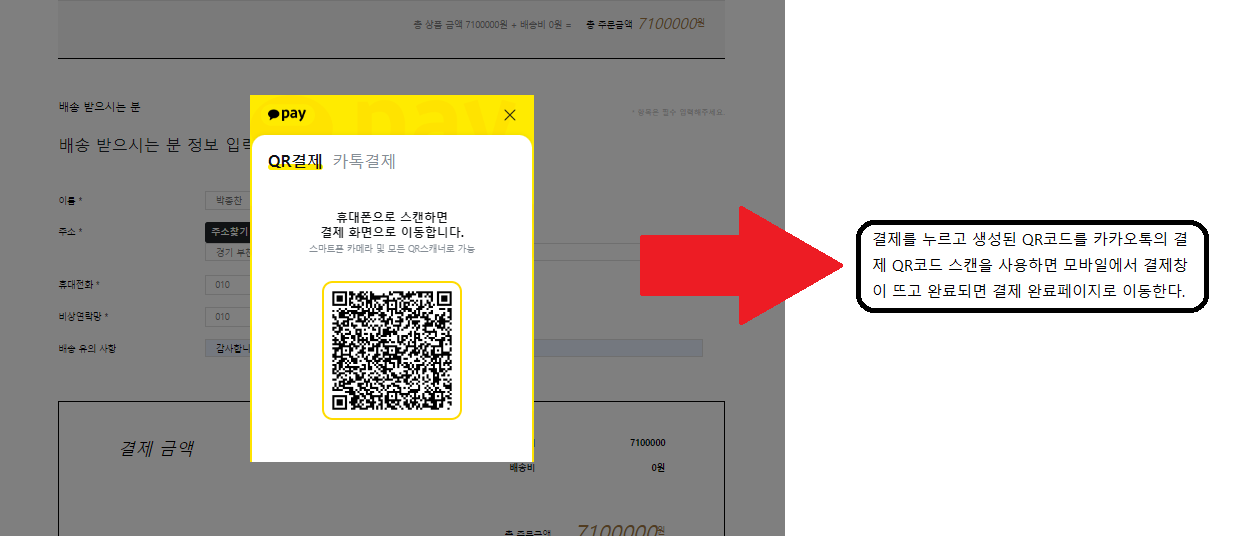 총 상품 금액 7100000원 + 배송비 0원 = 총 주문금액 7100000원
배송 받으시는 분
* 항목은 필수 입력해주세요
배송 받으시는 분 정보 입력
pay
QR결제 카톡결제
휴대폰으로 스캔하면
결제 화면으로 이동합니다.
스마트폰 카메라 및 모든 QR스캐너로 가능
이름 *
박종찬
주소 *
주소찾기
경기 부천
휴대전화 *
010
비상연락망 *
010
배송 유의 사항
감사합니
결제 금액
7100000
배송비
0원
총 주문금액
7100000원
결제를 누르고 생성된 QR코드를 카카오톡의 결
제 QR코드 스캔을 사용하면 모바일에서 결제창
이 뜨고 완료되면 결제 완료페이지로 이동한다.